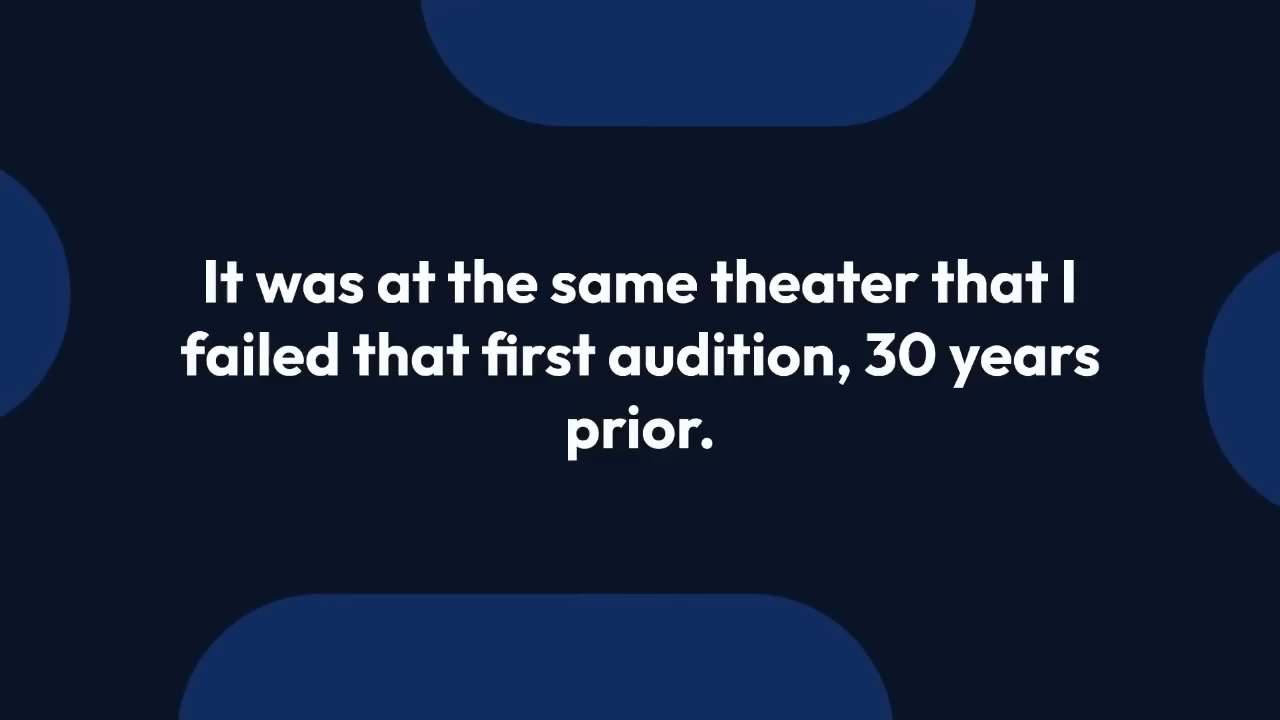 It was at the same theater that I
failed that first audition, 30 years
prior.